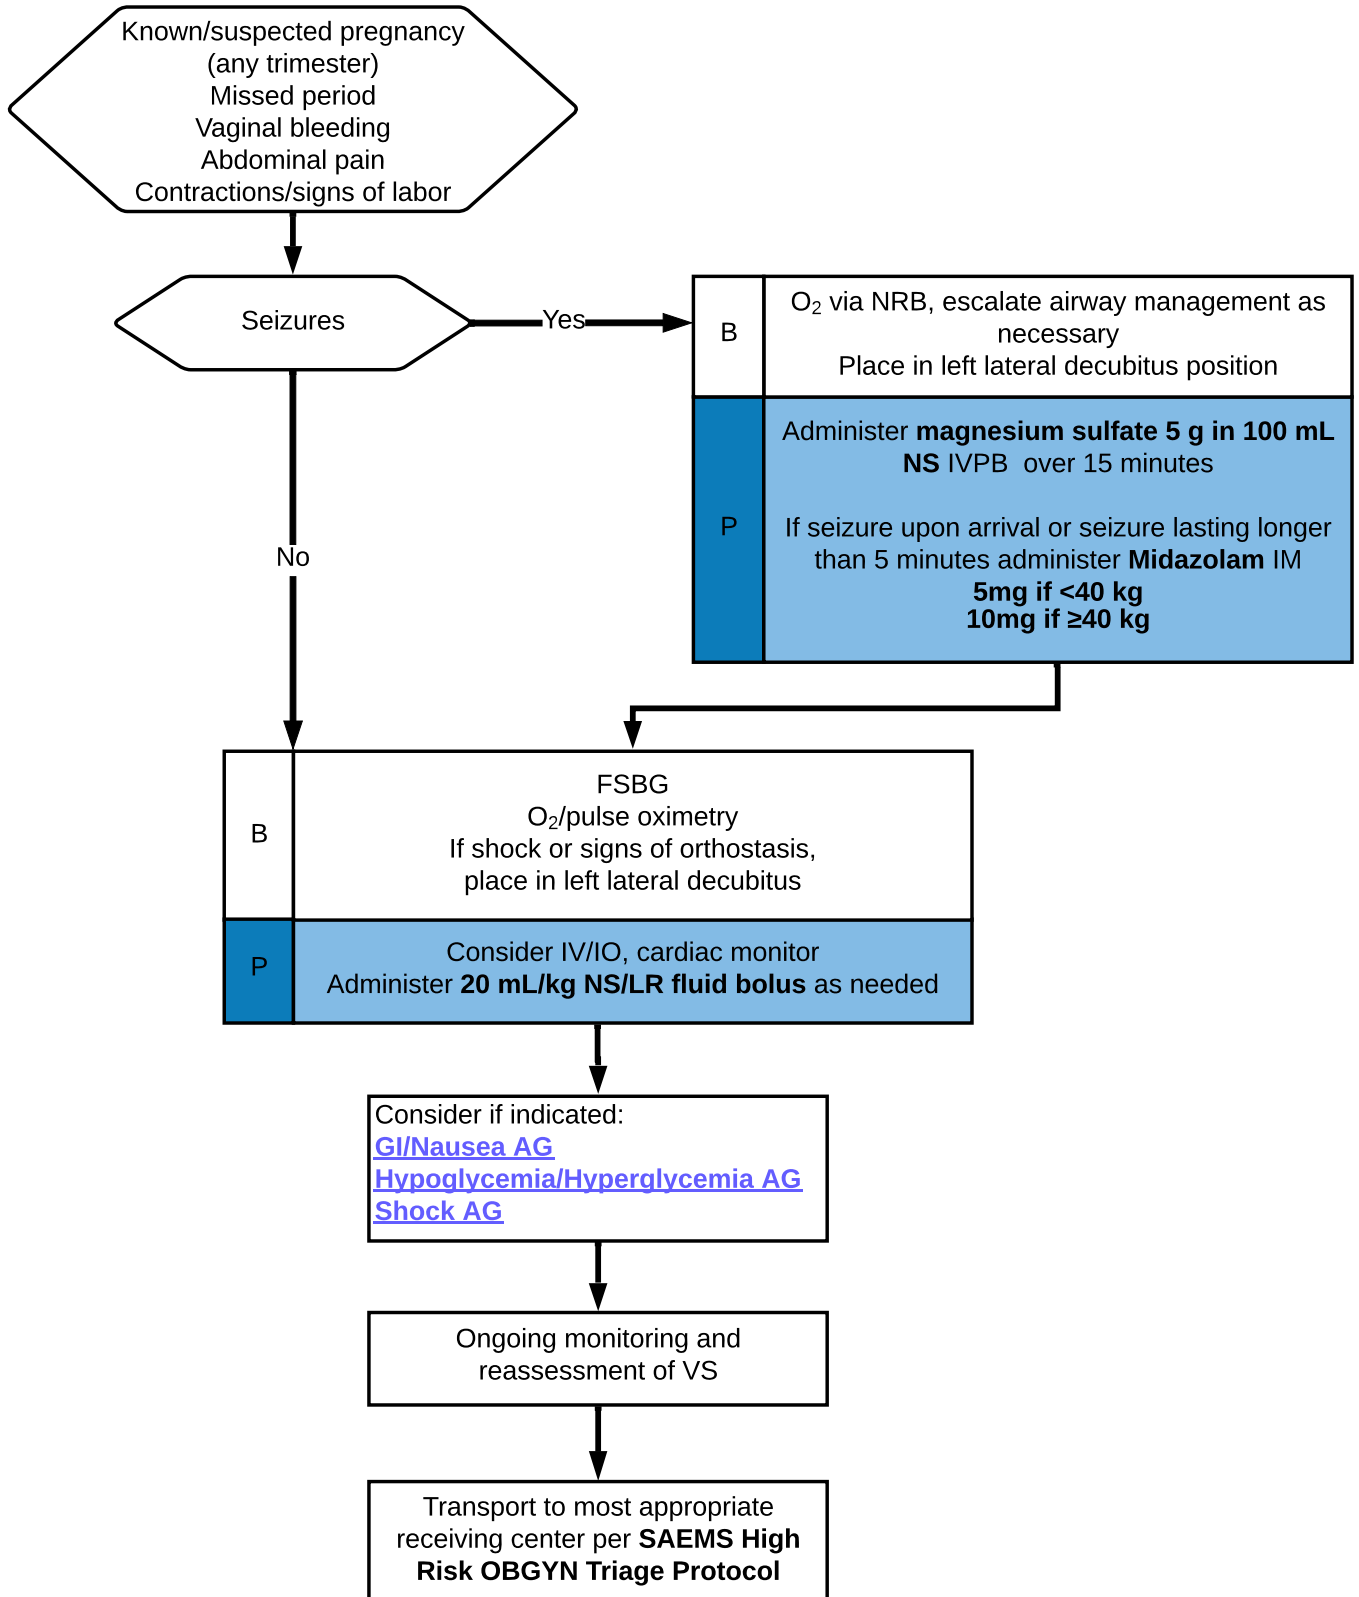 Known/suspected pregnancy
(any trimester)
Missed period
Vaginal bleeding
Abdominal pain
Contractions/signs of labor
Seizures
Yes
B
O₂ via NRB, escalate airway management as
necessary
Place in left lateral decubitus position
P
Administer magnesium sulfate 5 g in 100 mL
NS IVPB over 15 minutes
If seizure upon arrival or seizure lasting longer
than 5 minutes administer Midazolam IM
5mg if <40 kg
10mg if ≥40 kg
No
B
FSBG
O₂/pulse oximetry
If shock or signs of orthostasis,
place in left lateral decubitus
P
Consider IV/IO, cardiac monitor
Administer 20 mL/kg NS/LR fluid bolus as needed
Consider if indicated:
GI/Nausea AG
Hypoglycemia/Hyperglycemia AG
Shock AG
Ongoing monitoring and
reassessment of VS
Transport to most appropriate
receiving center per SAEMS High
Risk OBGYN Triage Protocol